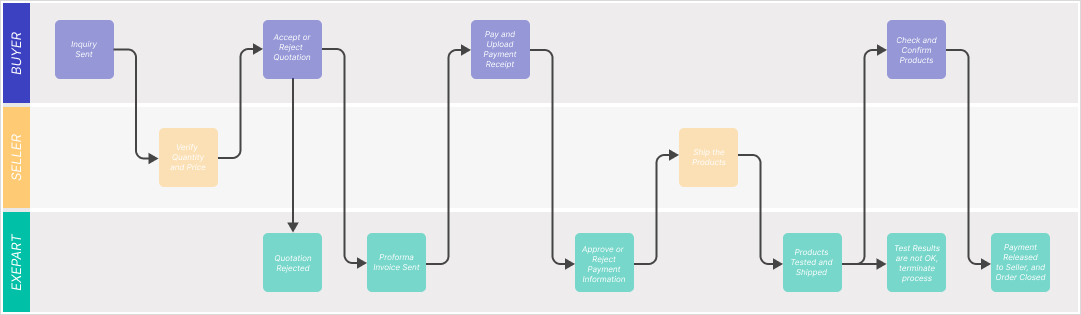 BUYER
Inquiry
Sent
Accept or
Reject
Quotation
Pay and
Upload
Payment
Receipt
Check and
Confirm
Products
SELLER
Verify
Quantity
and Price
Ship the
Products
EXEPART
Quotation
Rejected
Proforma
Invoice Sent
Approve or
Reject
Payment
Information
Products
Tested and
Shipped
Test Results
are not OK,
terminate
process
Payment
Released
to Seller, and
Order Closed